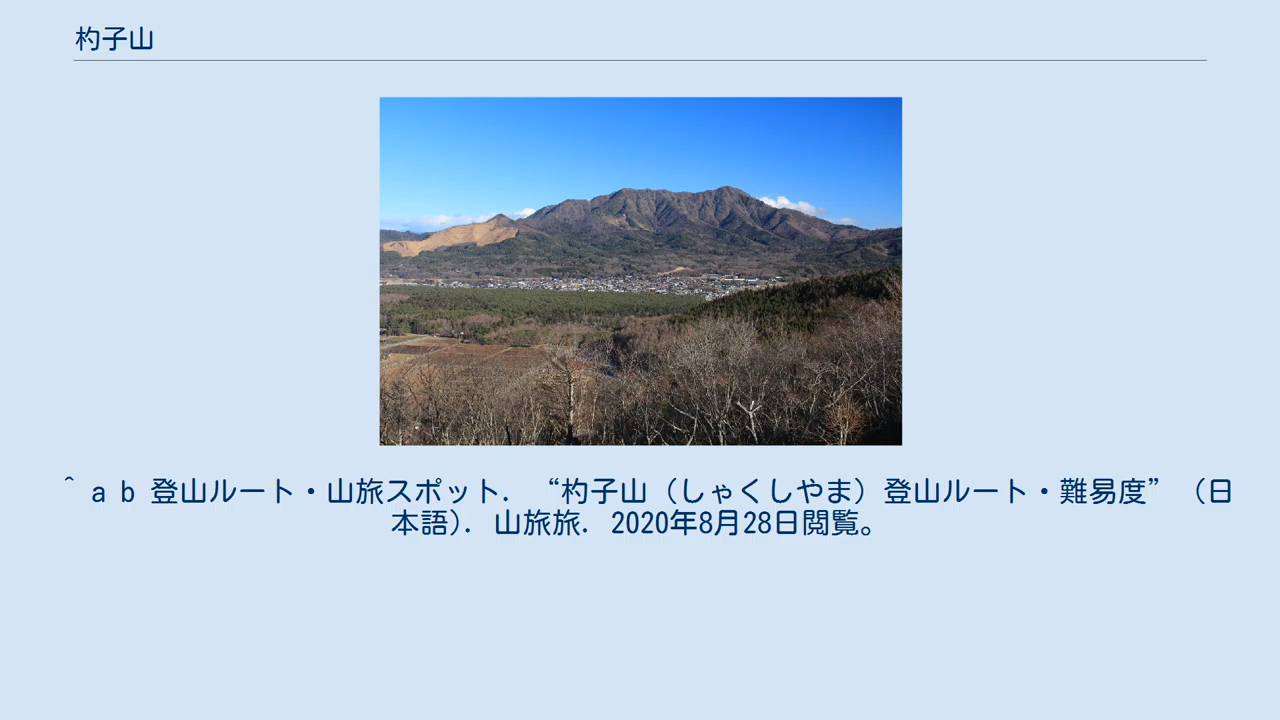 杓子山
^ a b 登山ルート・山旅スポット. “杓子山（しゃくしやま）登山ルート・難易度” （日
本語）. 山旅旅. 2020年8月28日閲覧。